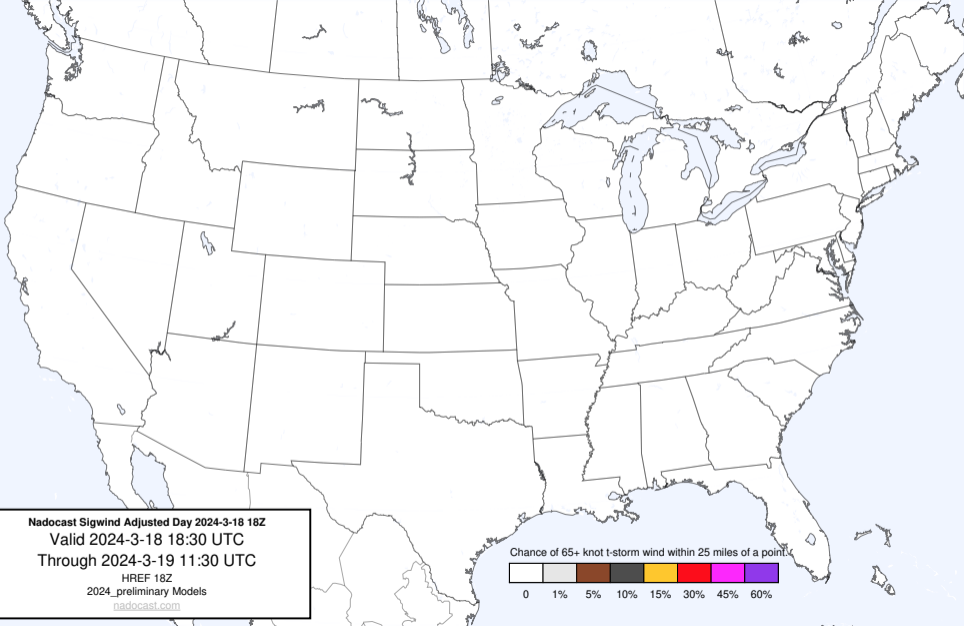 Nadocast Sigwind Adjusted Day 2024-3-18 18Z
Valid 2024-3-18 18:30 UTC
Through 2024-3-19 11:30 UTC
HREF 18Z
2024_preliminary Models
nadocast.com
Chance of 65+ knot t-storm wind within 25 miles of a point.
0 1% 5% 10% 15% 30% 45% 60%